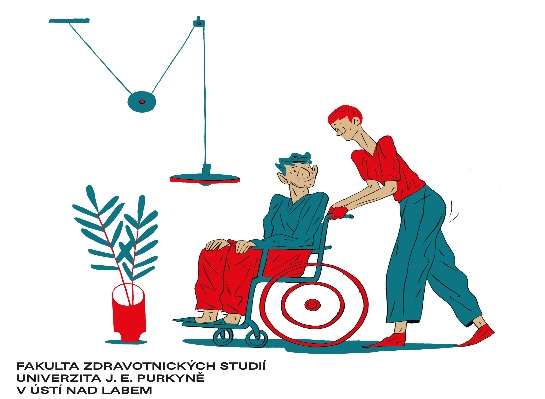 FAKULTA ZDRAVOTNICKÝCH STUDIÍ
UNIVERZITA J. E. PURKYNĚ
V ÚSTÍ NAD LABEM